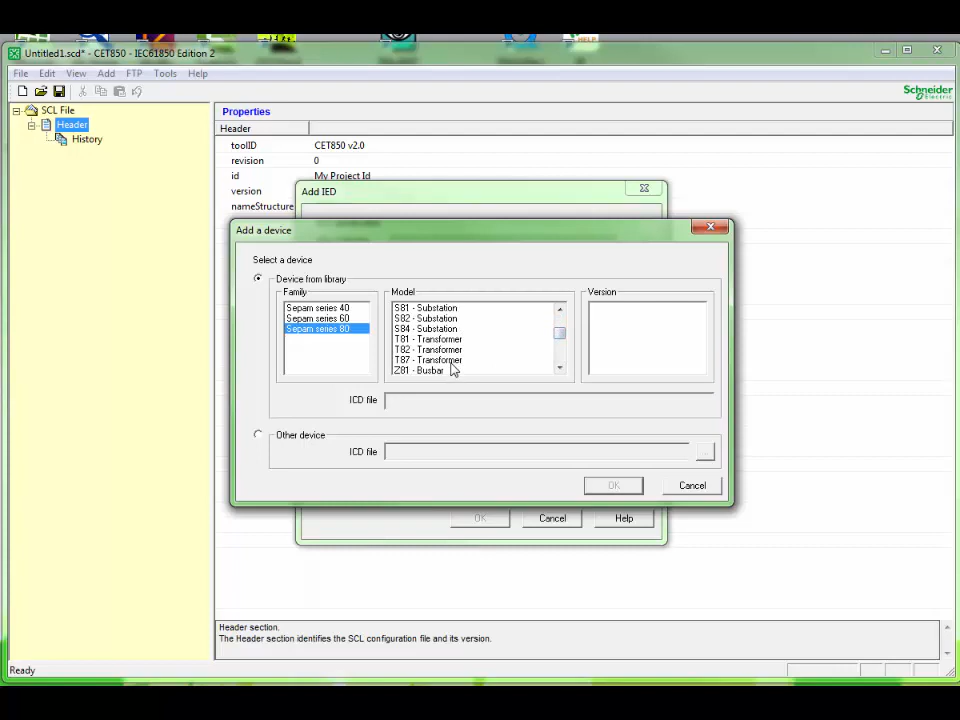 HELP
Untitled1.scd* - CET850 - IEC61850 Edition 2
File Edit View Add FTP Tools Help
Schneider
Electric
SCL File
Header
History
Properties
Header
toolID CET850 v2.0
revision 0
id My Project Id
version
nameStructure
Add IED
Add a device
Select a device
Device from library
Family
Sepam series 40
Sepam series 60
Sepam series 80
Model
S81 - Substation
S82 - Substation
S84 - Substation
T81 - Transformer
T82 - Transformer
T87 - Transformer
Z81 - Busbar
Version
ICD file
Other device
ICD file
...
OK Cancel
OK Cancel Help
Header section.
The Header section identifies the SCL configuration file and its version.
Ready